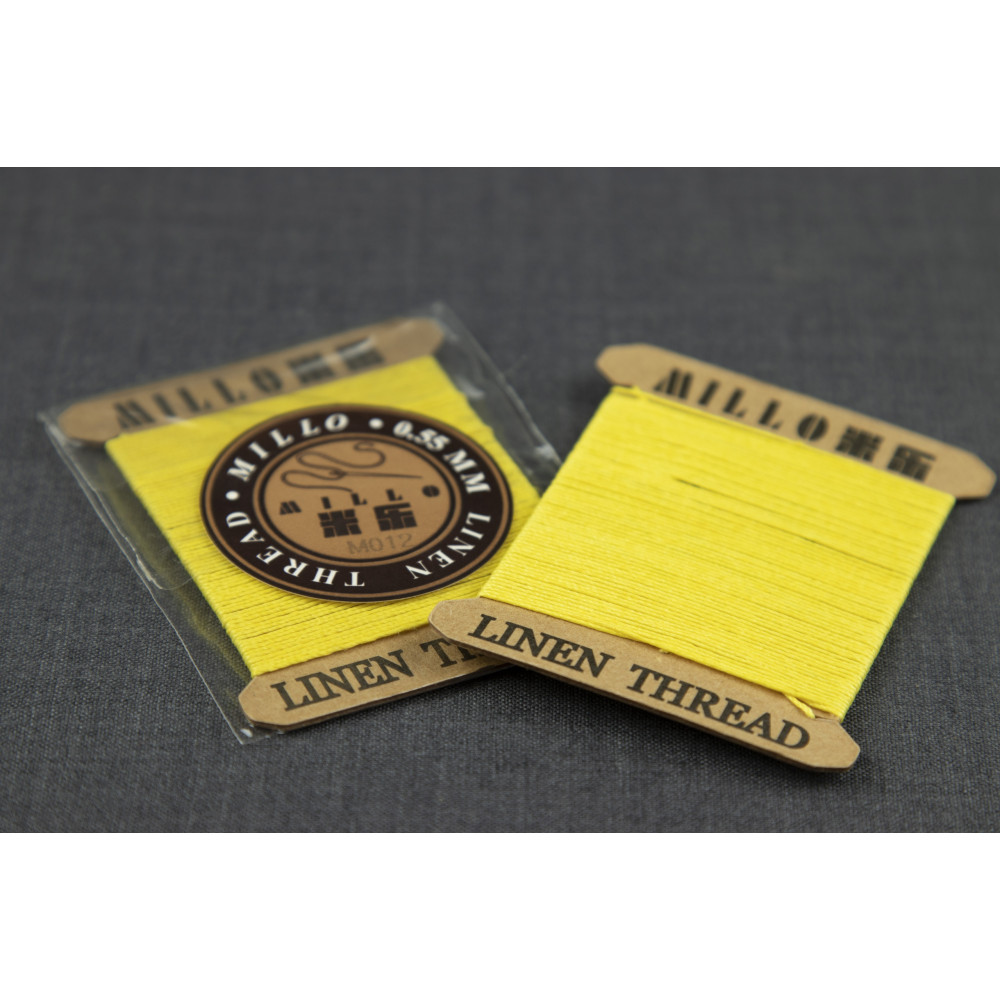 MILLO米乐
MILLO • 0.55 MM LINEN THREAD •
MILLO
米乐
M012
LINEN TH
MILLO米乐
LINEN THREAD